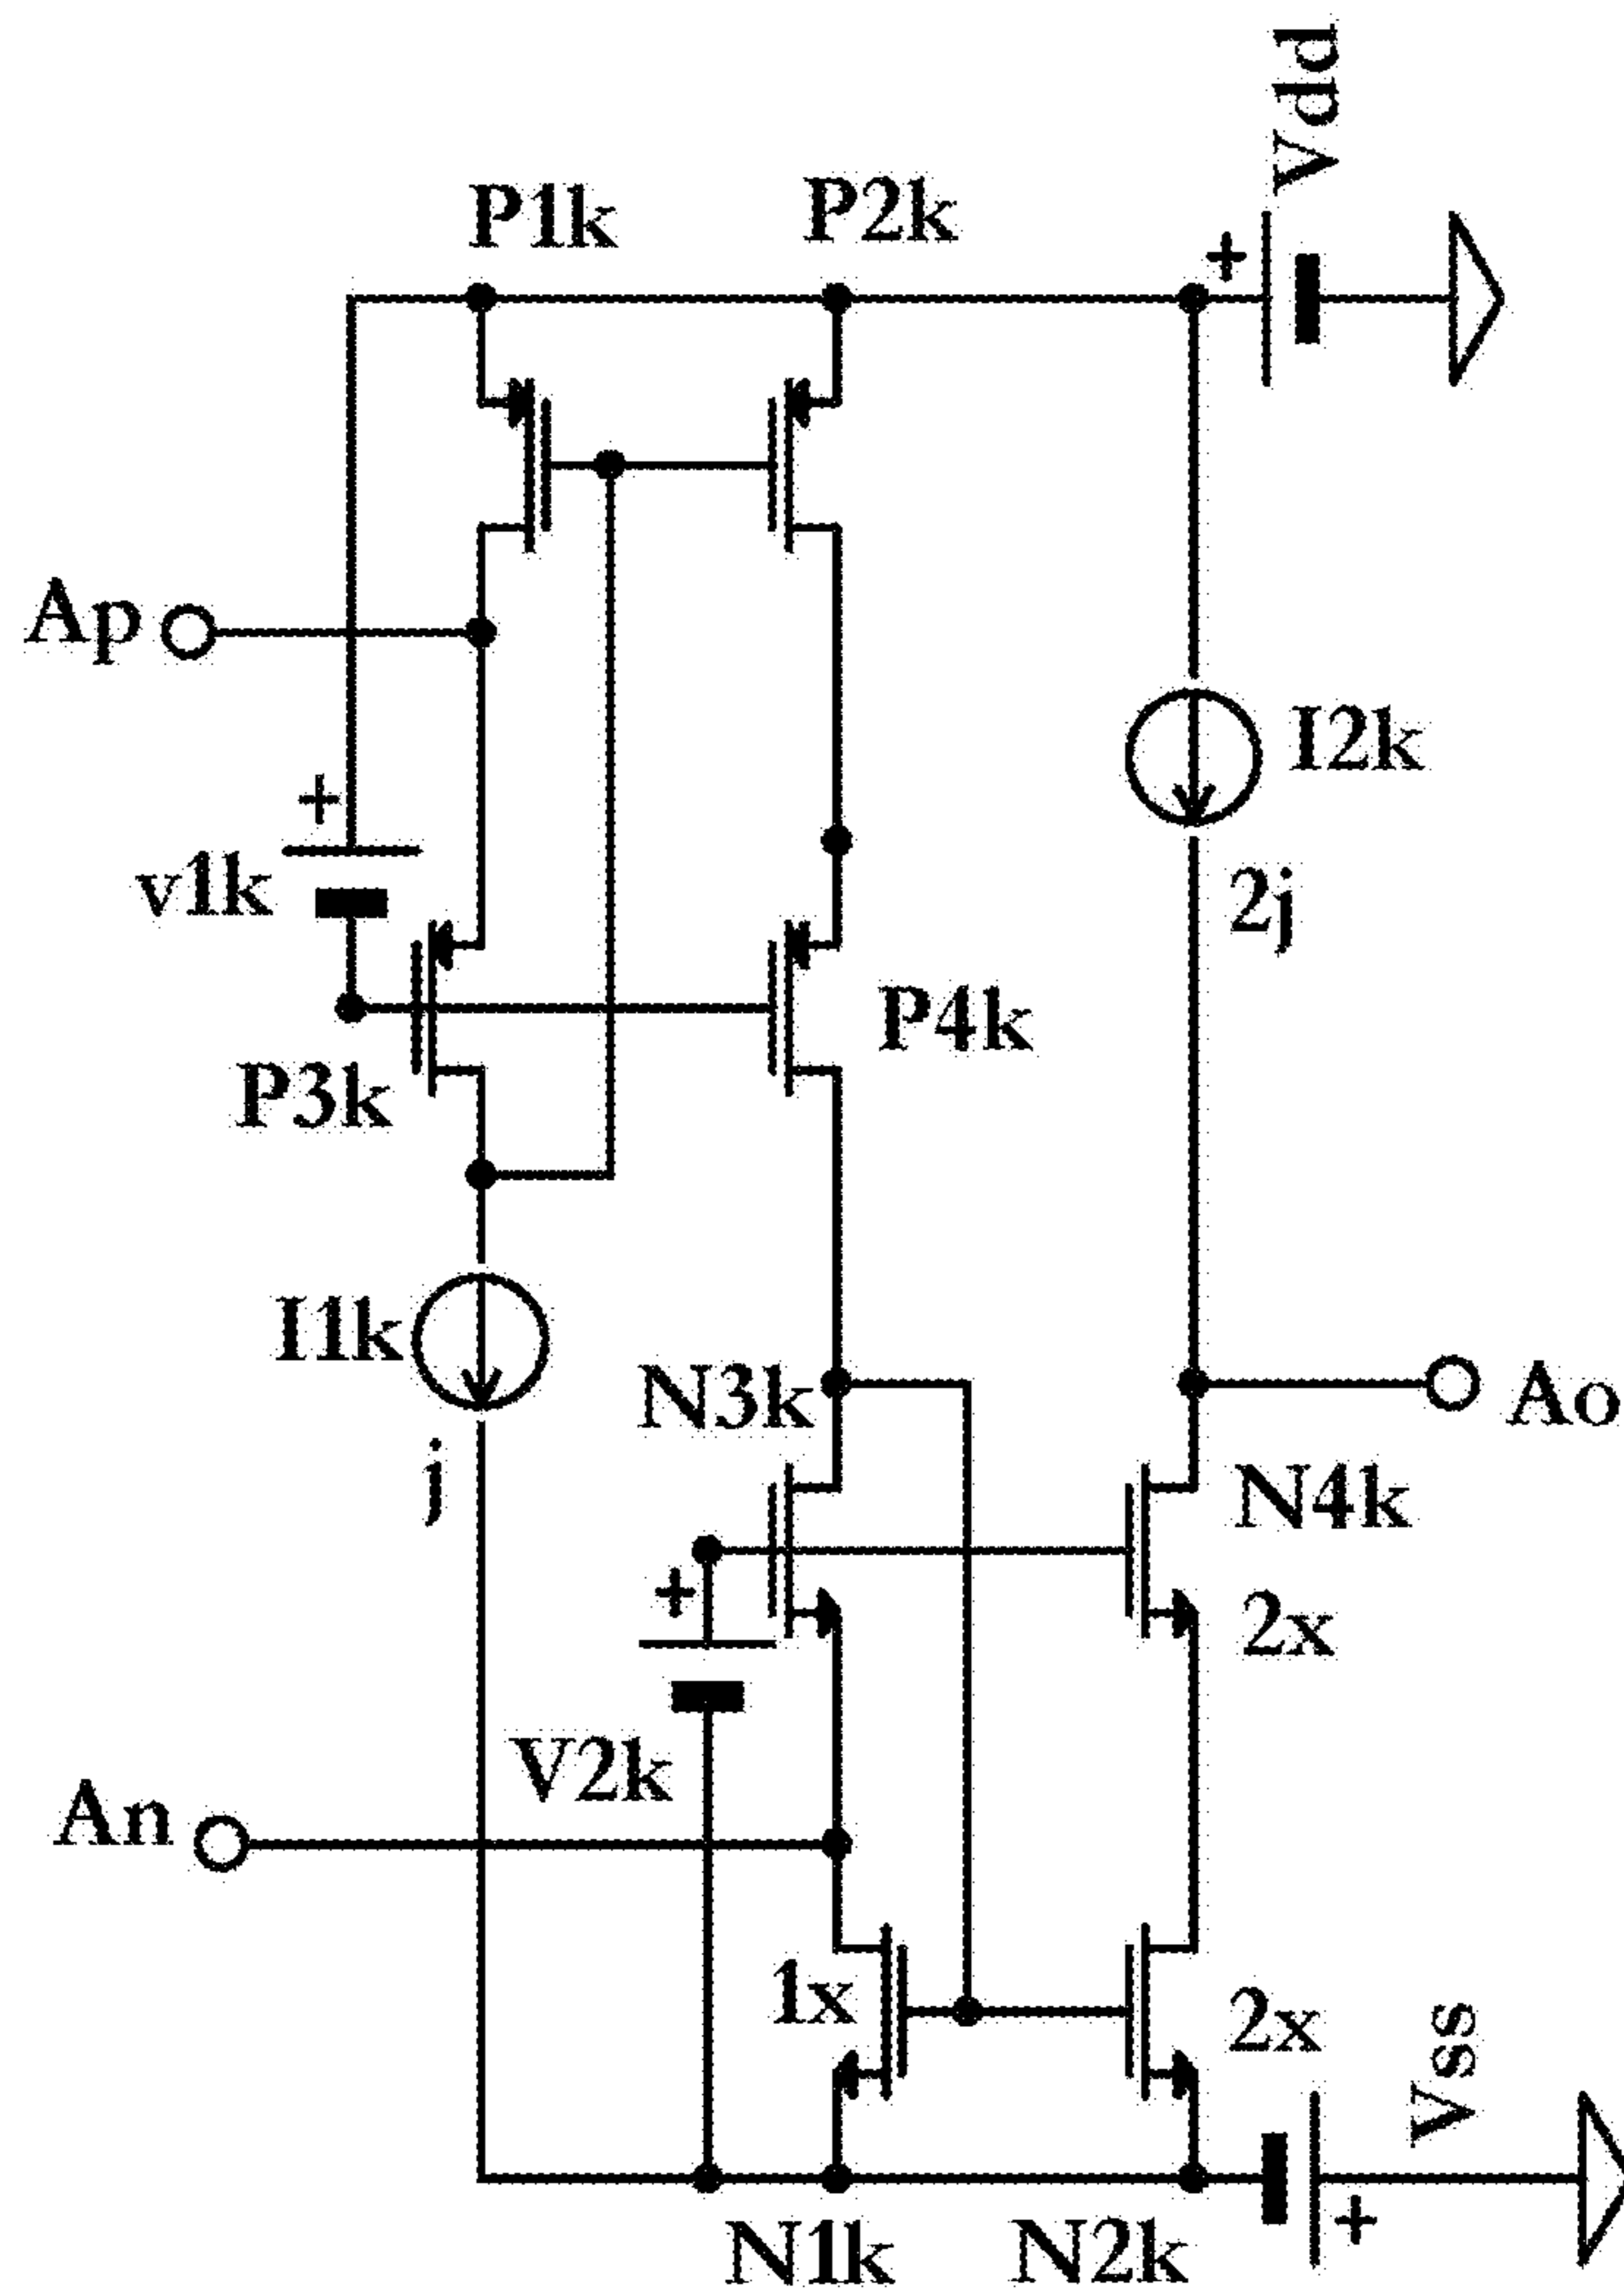 Vdd
P1k
P2k
+
Ap
I2k
+
v1k
2j
P4k
P3k
I1k
N3k
Ao
j
N4k
+
2x
V2k
An
1x
2x
Vss
+
N1k
N2k